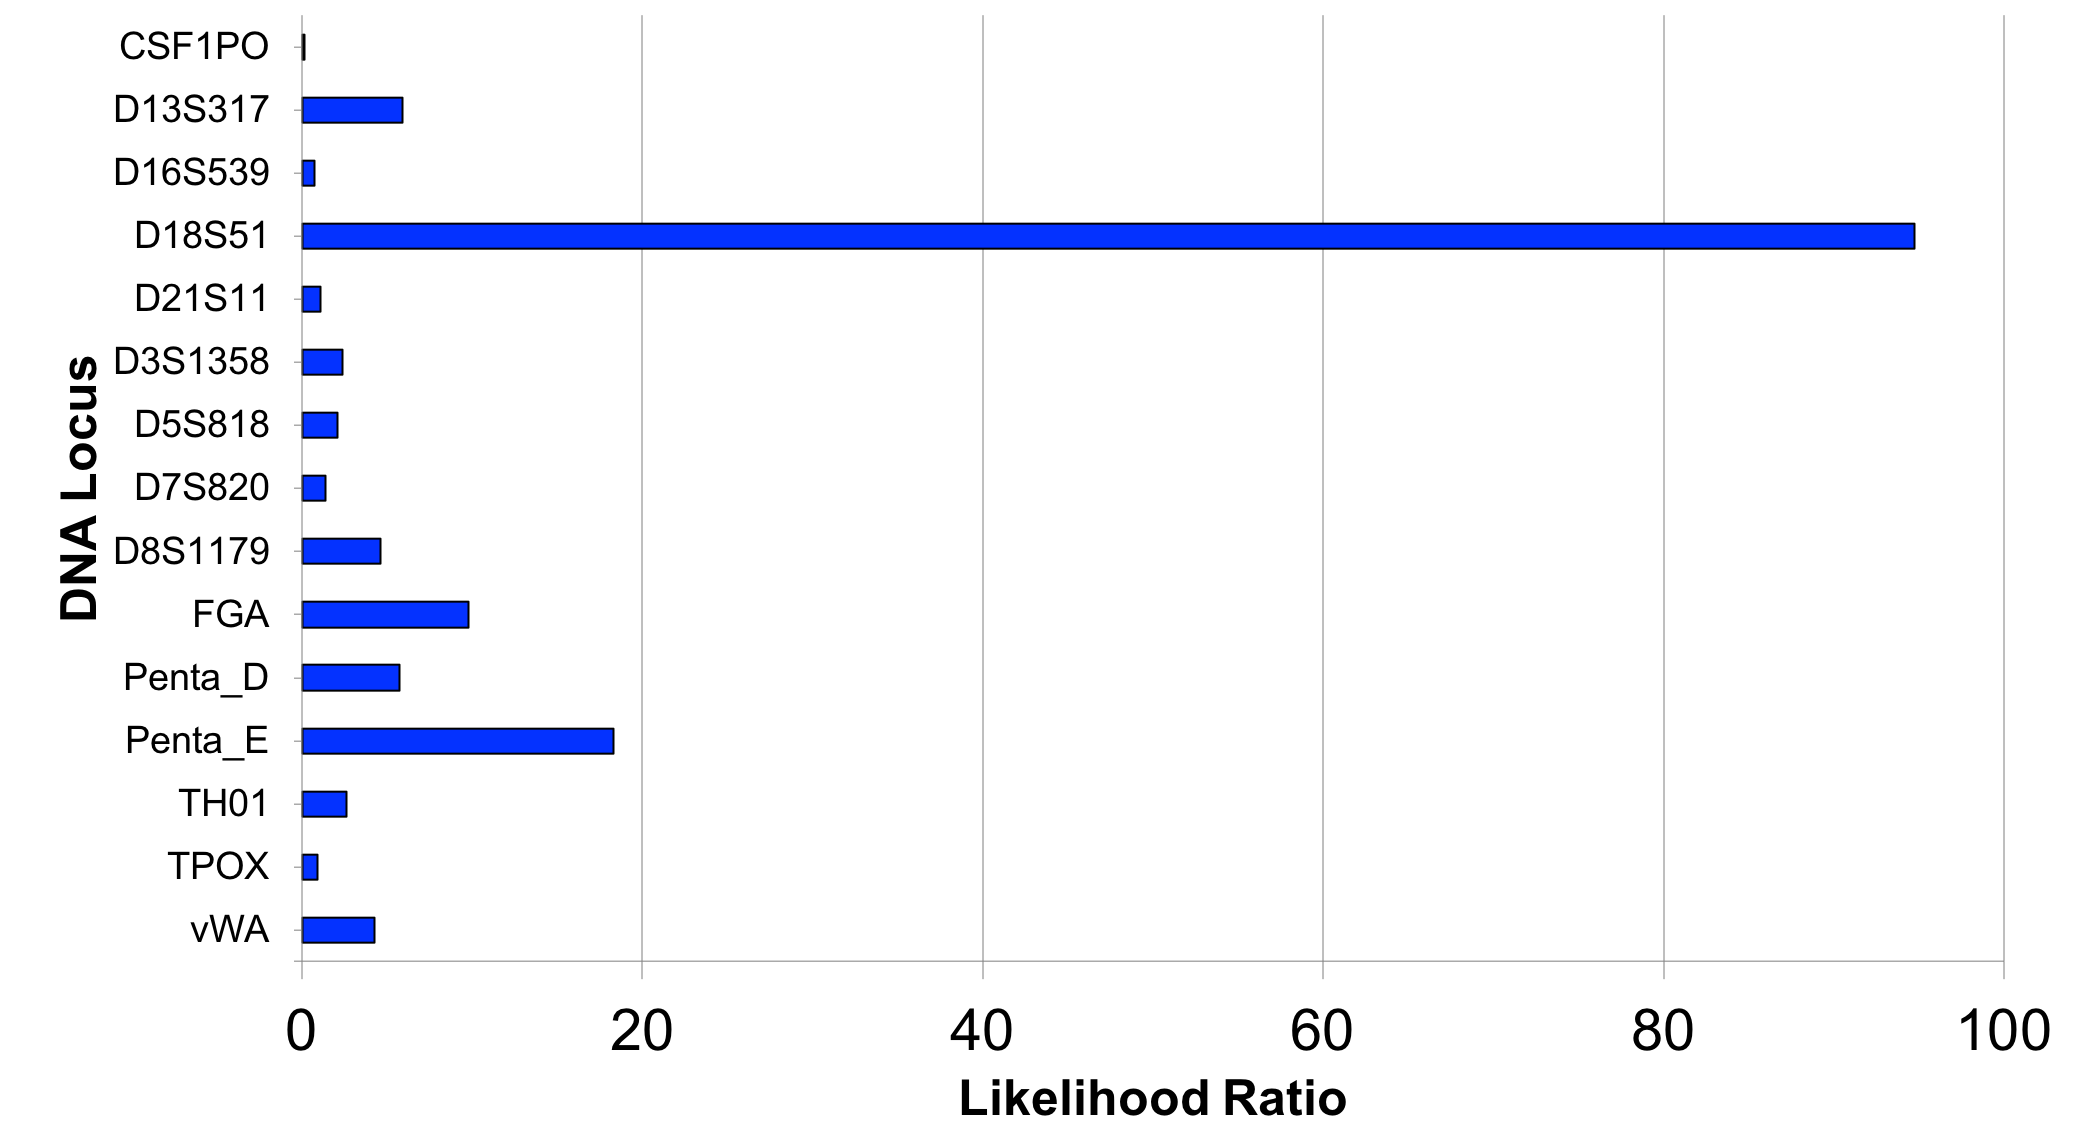 CSF1PO
D13S317
D16S539
D18S51
D21S11
D3S1358
D5S818
D7S820
D8S1179
FGA
Penta_D
Penta_E
TH01
TPOX
vWA
DNA Locus
0 20 40 60 80 100
Likelihood Ratio